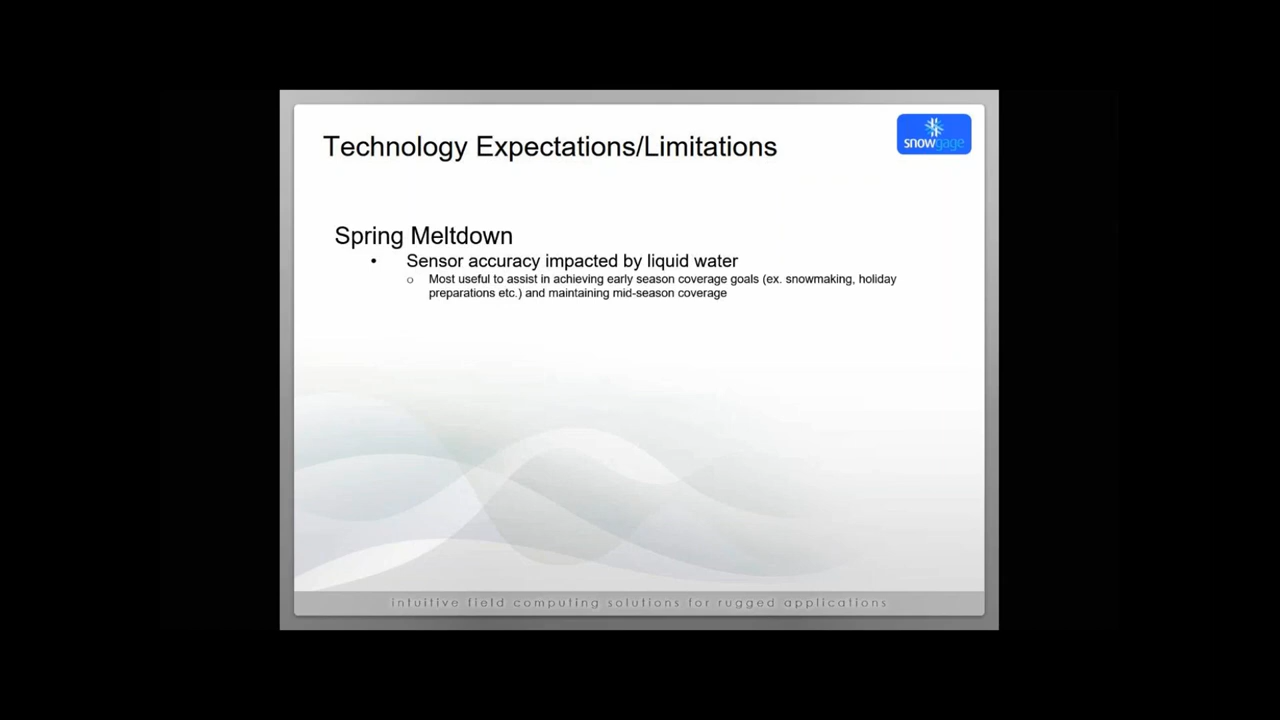 Technology Expectations/Limitations
snowgage
Spring Meltdown
• Sensor accuracy impacted by liquid water
o Most useful to assist in achieving early season coverage goals (ex. snowmaking, holiday
preparations etc.) and maintaining mid-season coverage
intuitive field computing solutions for rugged applications